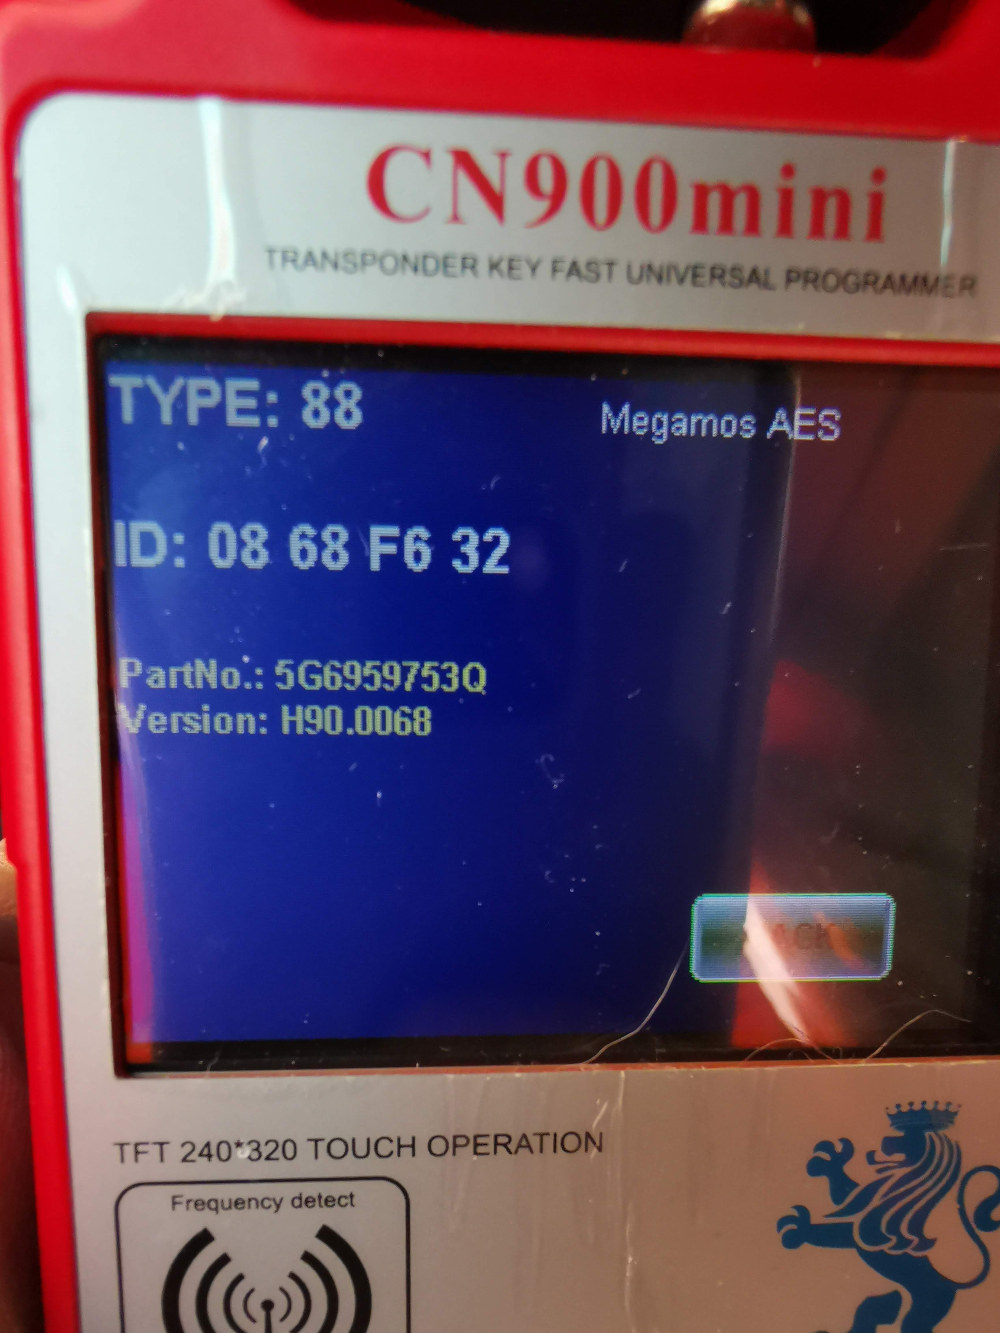 CN900mini
TRANSPONDER KEY FAST UNIVERSAL PROGRAMMER
TYPE: 88
Megamos AES
ID: 08 68 F6 32
PartNo.: 5G6959753Q
Version: H90.0068
BACK
TFT 240*320 TOUCH OPERATION
Frequency detect